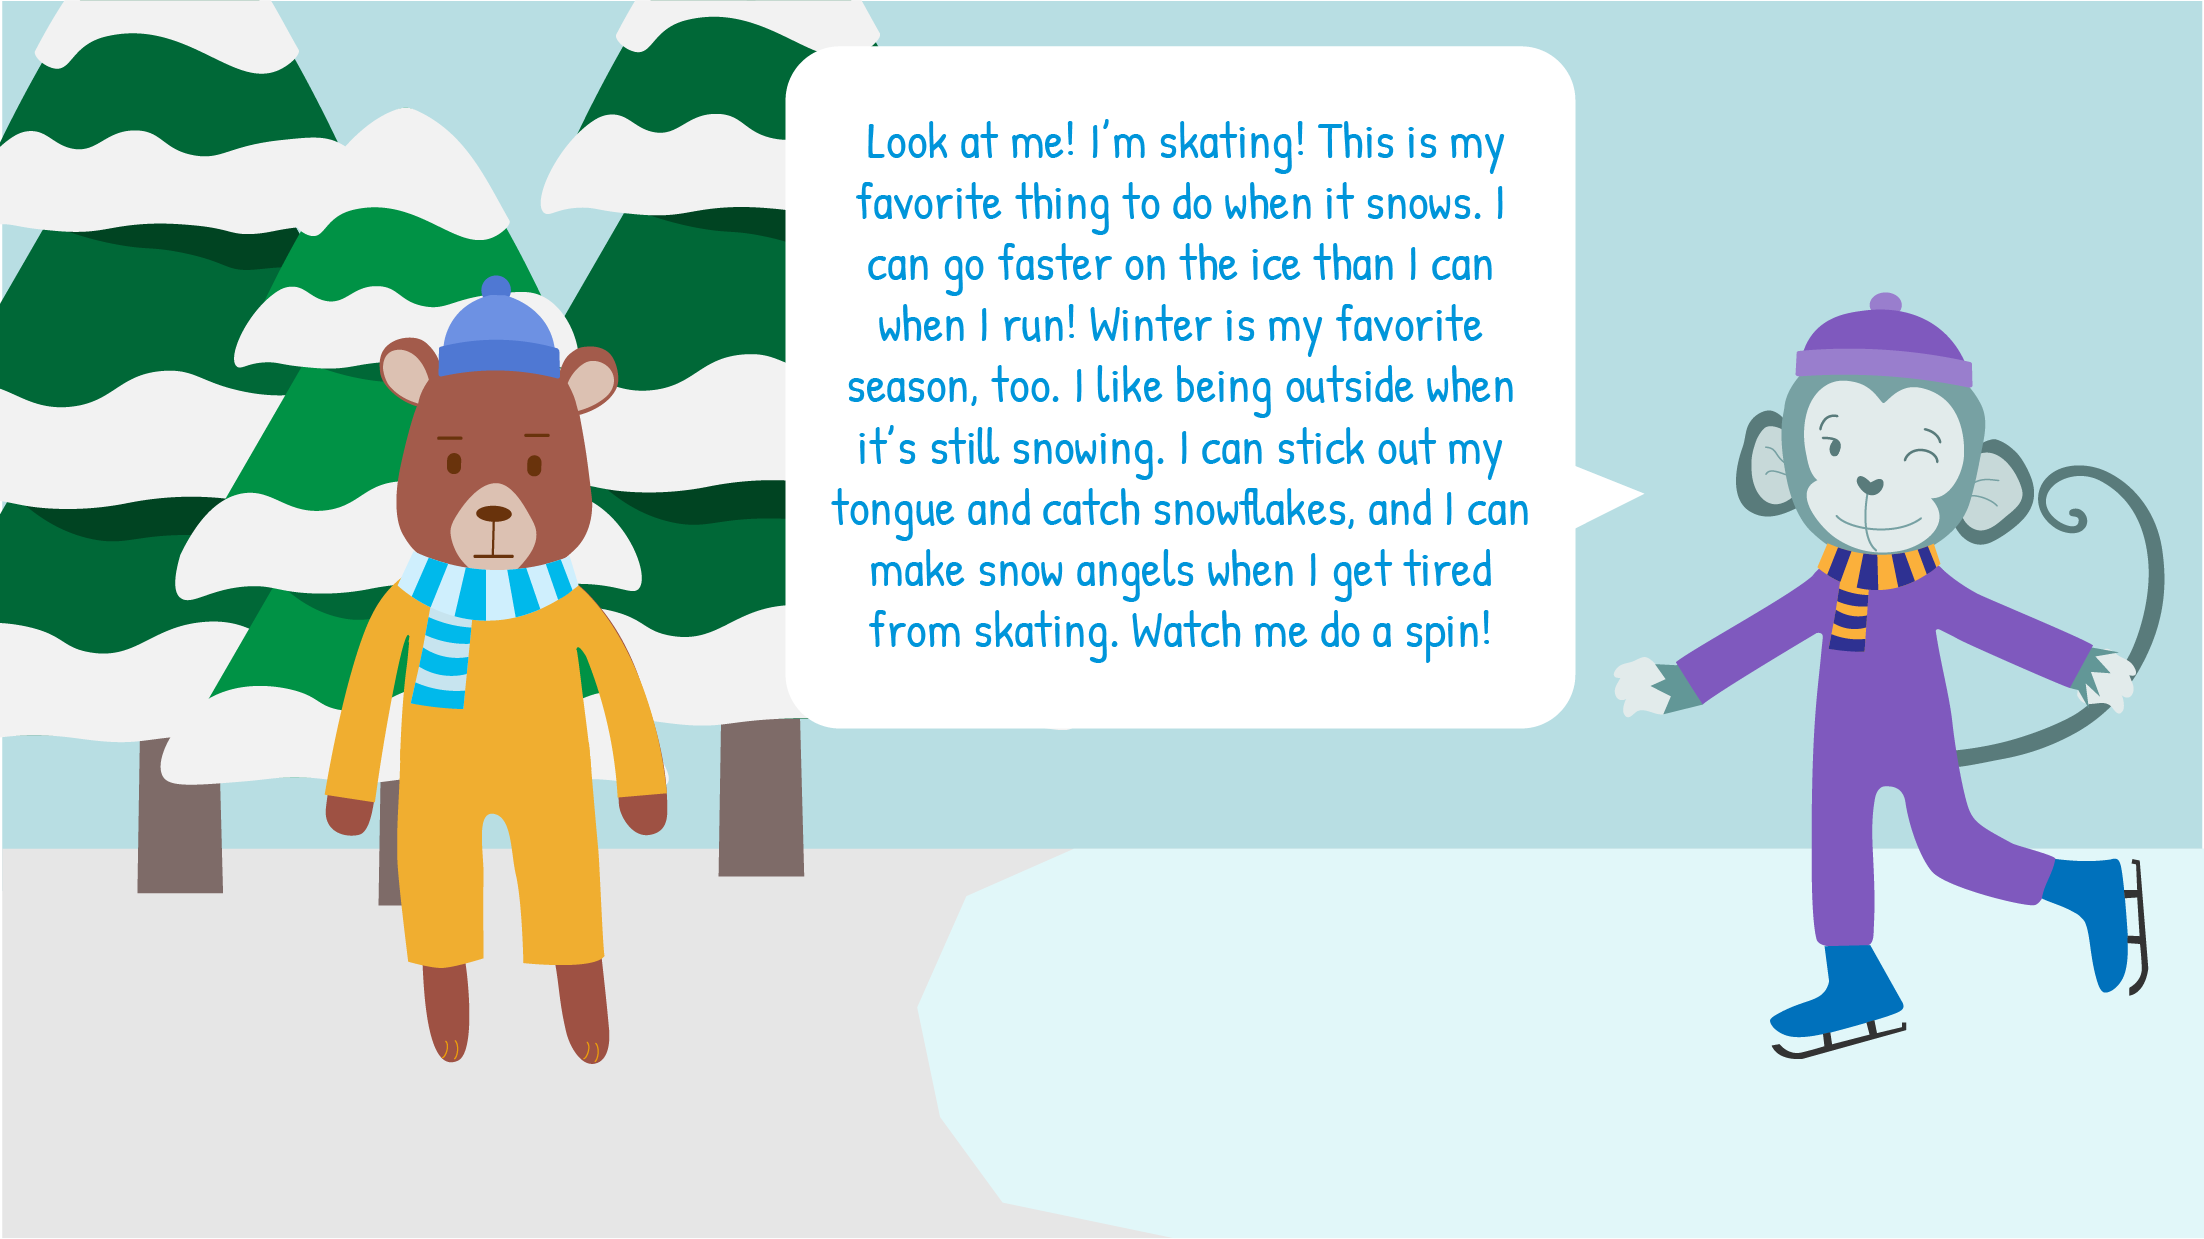 Look at me! I'm skating! This is my
favorite thing to do when it snows. I
can go faster on the ice than I can
when I run! Winter is my favorite
season, too. I like being outside when
it's still snowing. I can stick out my
tongue and catch snowflakes, and I can
make snow angels when I get tired
from skating. Watch me do a spin!